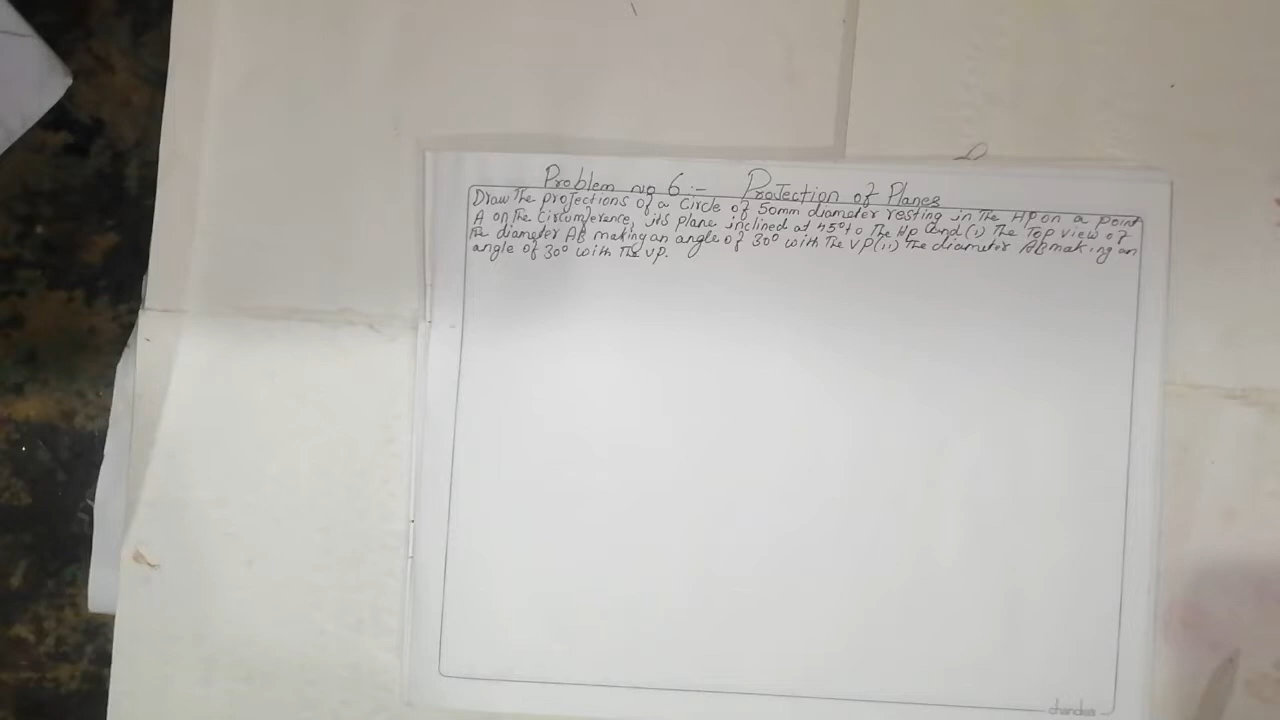 Problem no 6:- Projection of Planes
Draw The projections of a Circle of 50mm diameter resting in The HP on a point
A on The Circumference, its plane inclined at 45° to The Hp and (i) The Top view of
The diameter AB making an angle of 30° with The VP (ii) The diameter AB making an
angle of 30° with The VP.
chandra